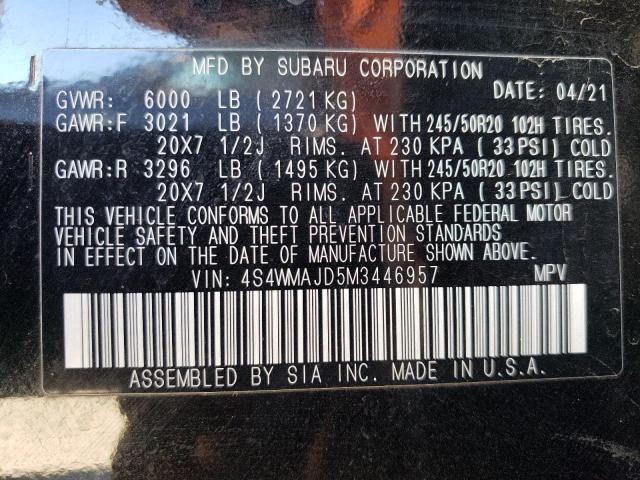 MFD BY SUBARU CORPORATION
DATE: 04/21
GVWR: 6000 LB (2721 KG)
GAWR:F 3021 LB (1370 KG) WITH 245/50R20 102H TIRES.
20X7 1/2J RIMS. AT 230 KPA (33 PSI) COLD
GAWR:R 3296 LB (1495 KG) WITH 245/50R20 102H TIRES.
20X7 1/2J RIMS. AT 230 KPA (33 PSI) COLD
THIS VEHICLE CONFORMS TO ALL APPLICABLE FEDERAL MOTOR
VEHICLE SAFETY AND THEFT PREVENTION STANDARDS
IN EFFECT ON THE DATE OF MANUFACTURE SHOWN ABOVE.
VIN: 4S4WMAJD5M3446957 MPV
ASSEMBLED BY SIA INC. MADE IN U.S.A.